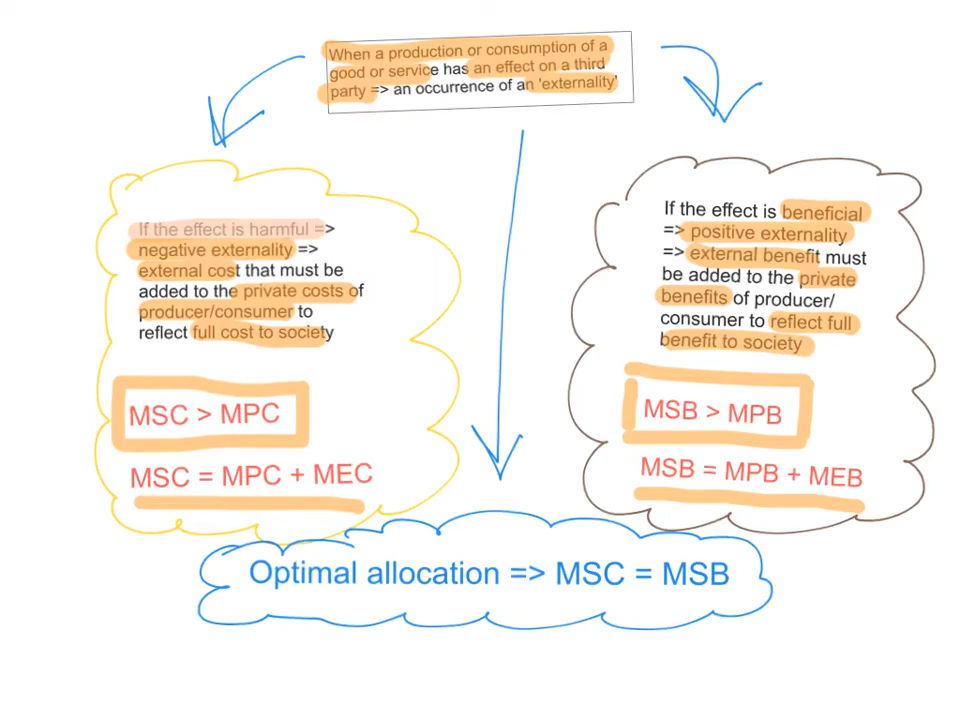 When a production or consumption of a
good or service has an effect on a third
party => an occurrence of an 'externality'
If the effect is harmful =>
negative externality =>
external cost that must be
added to the private costs of
producer/consumer to
reflect full cost to society
MSC > MPC
MSC = MPC + MEC
If the effect is beneficial
=> positive externality
=> external benefit must
be added to the private
benefits of producer/
consumer to reflect full
benefit to society
MSB > MPB
MSB = MPB + MEB
Optimal allocation => MSC = MSB